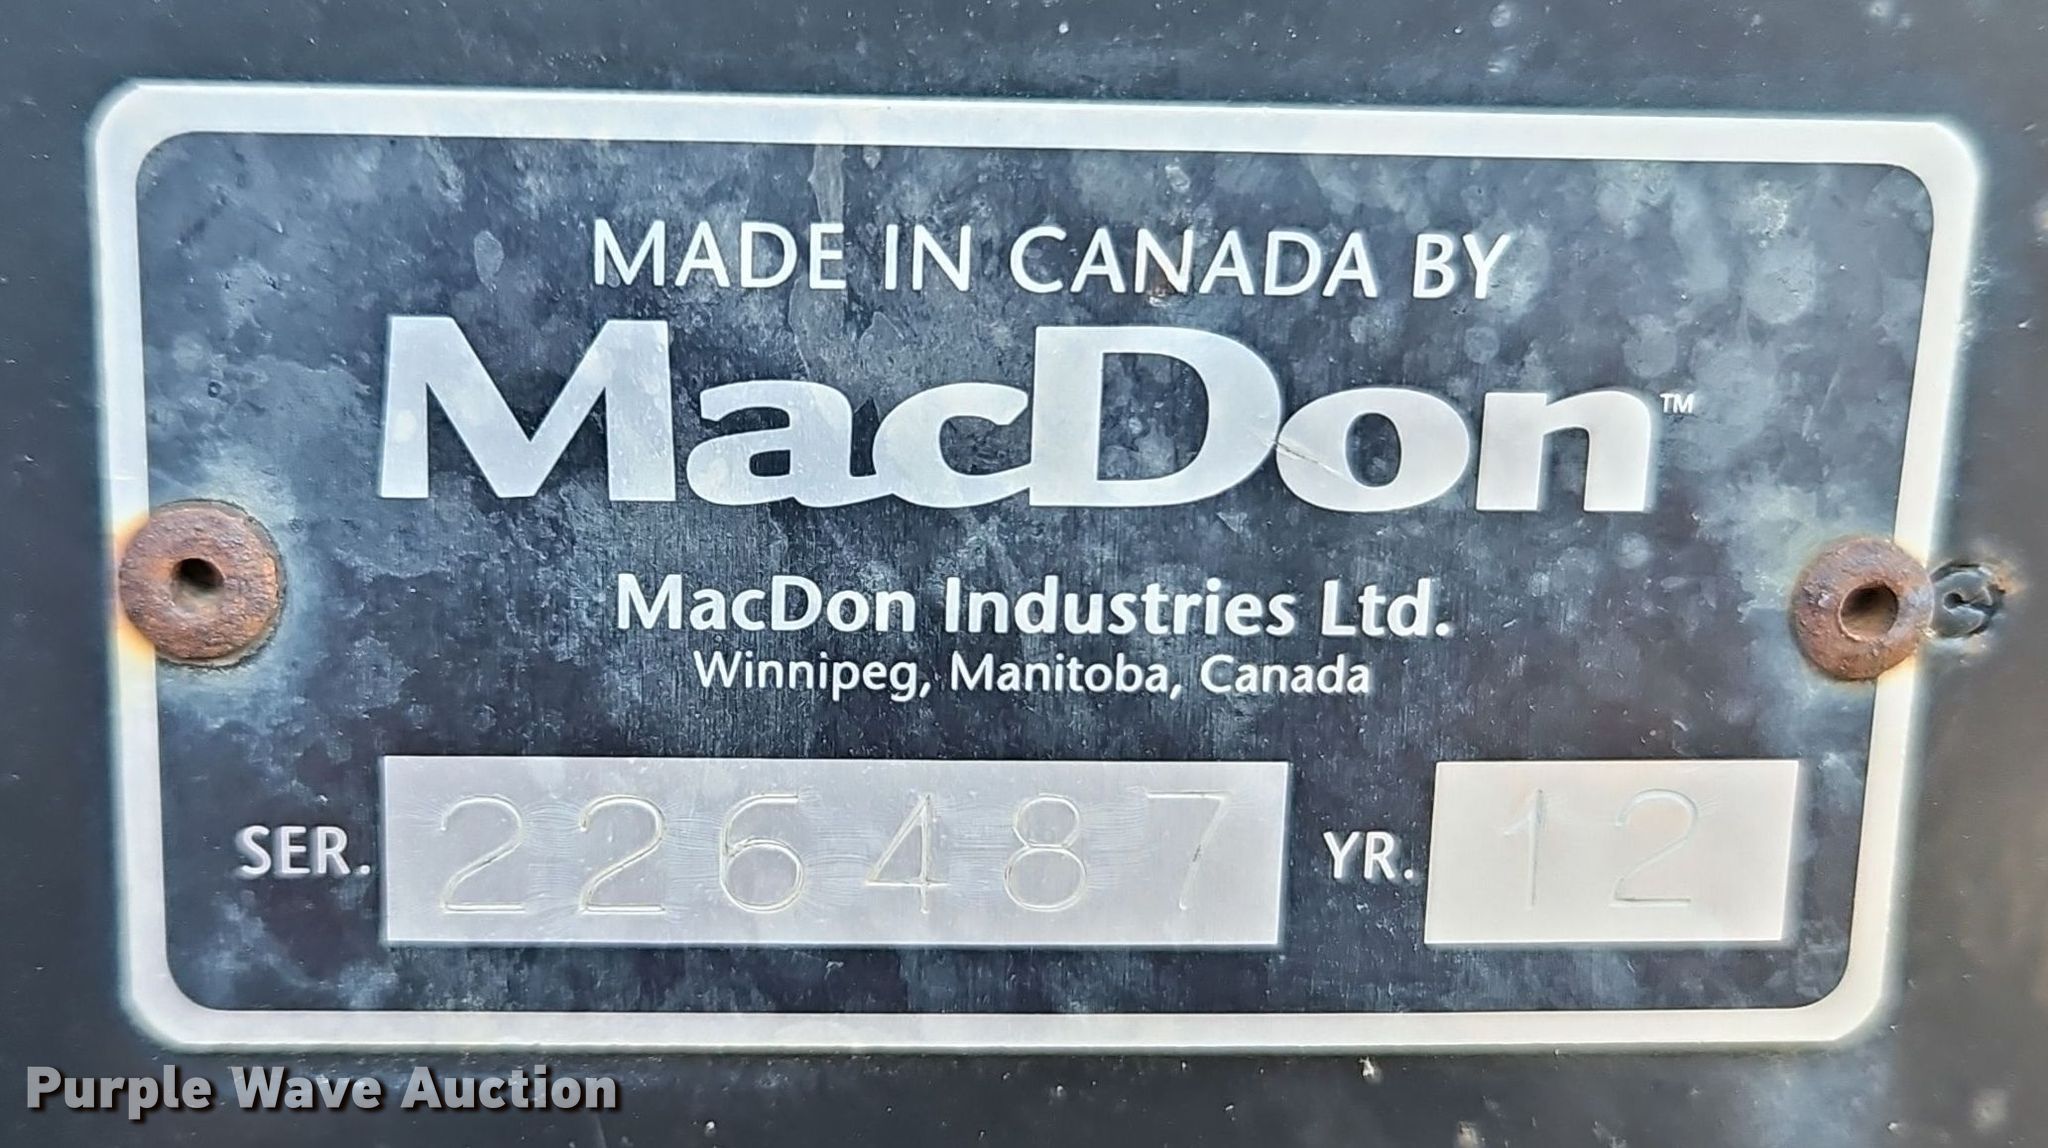 MADE IN CANADA BY
MacDon™
MacDon Industries Ltd.
Winnipeg, Manitoba, Canada
SER. 226487 YR. 12
Purple Wave Auction